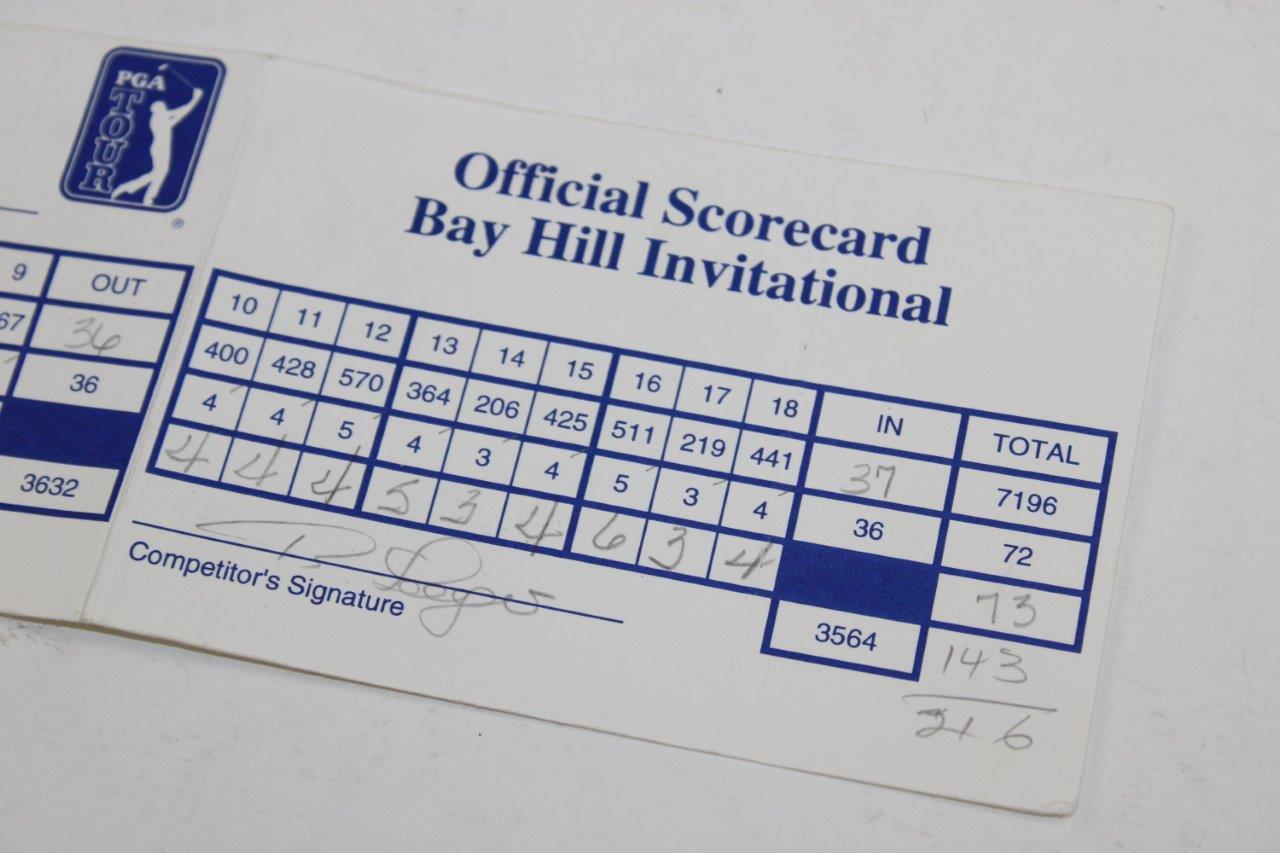 PGA
TOUR
®
Official Scorecard
Bay Hill Invitational
9 OUT
67 36
36
3632
10 11 12 13 14 15 16 17 18 IN TOTAL
400 428 570 364 206 425 511 219 441 37 7196
4 4 5 4 3 4 5 3 4 36 72
4 4 4 5 3 4 6 3 4 73
3564
143
216
Competitor's Signature